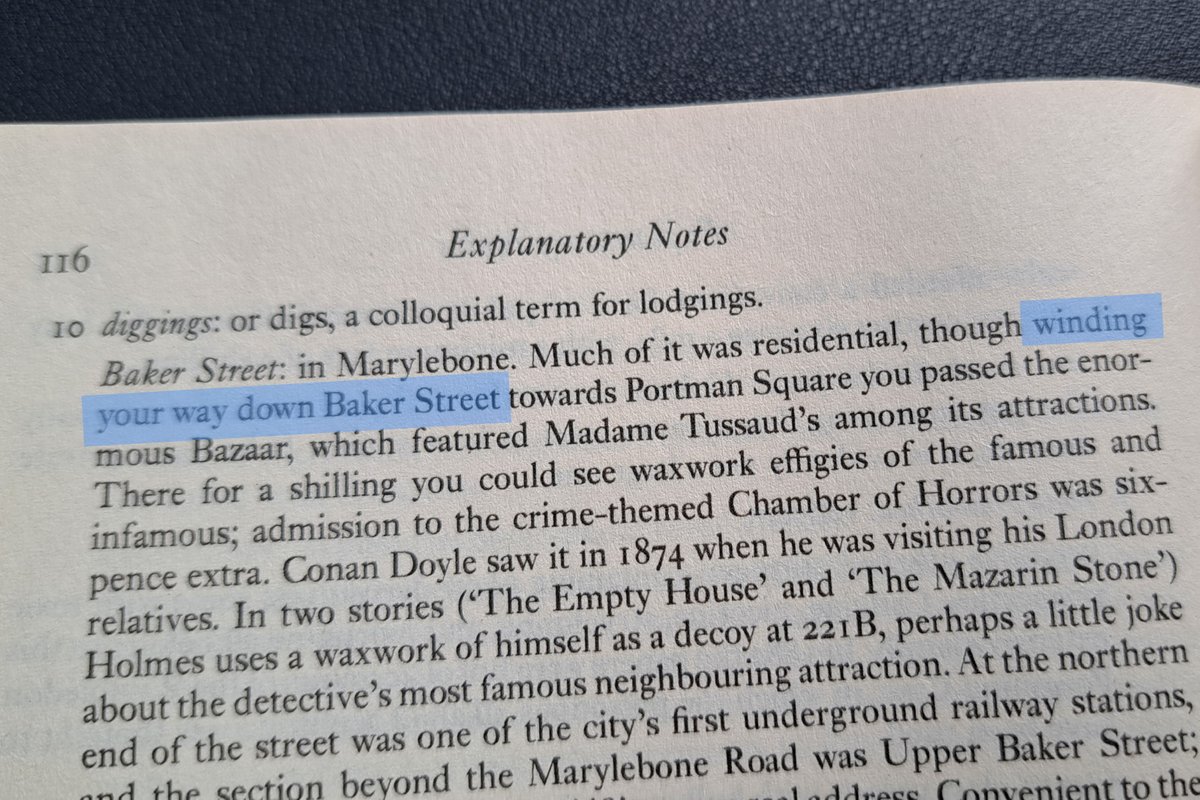 116
Explanatory Notes
10 diggings: or digs, a colloquial term for lodgings.
Baker Street: in Marylebone. Much of it was residential, though winding
your way down Baker Street towards Portman Square you passed the enor-
mous Bazaar, which featured Madame Tussaud’s among its attractions.
There for a shilling you could see waxwork effigies of the famous and
infamous; admission to the crime-themed Chamber of Horrors was six-
pence extra. Conan Doyle saw it in 1874 when he was visiting his London
relatives. In two stories (‘The Empty House’ and ‘The Mazarin Stone’)
Holmes uses a waxwork of himself as a decoy at 221B, perhaps a little joke
about the detective’s most famous neighbouring attraction. At the northern
end of the street was one of the city’s first underground railway stations,
and the section beyond the Marylebone Road was Upper Baker Street;
address. Convenient to the